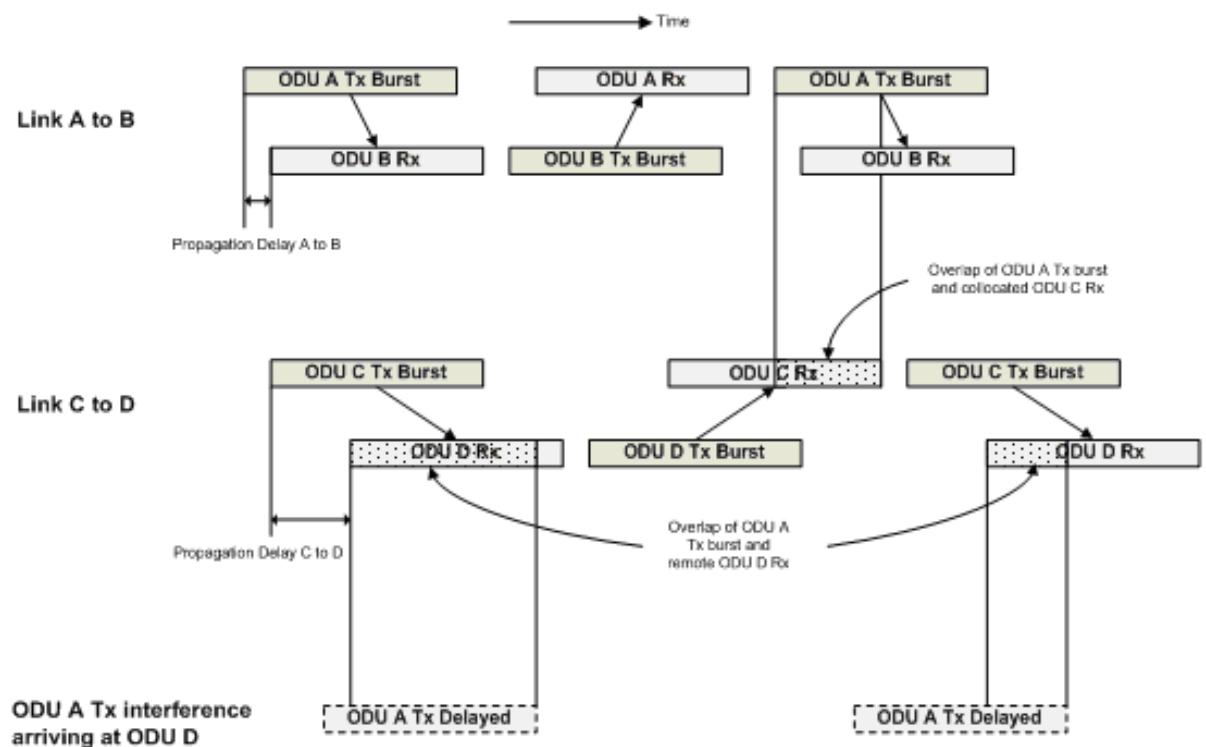 Time
ODU A Tx Burst
ODU A Rx
ODU A Tx Burst
Link A to B
ODU B Rx
ODU B Tx Burst
ODU B Rx
Propagation Delay A to B
Overlap of ODU A Tx burst
and collocated ODU C Rx
ODU C Tx Burst
ODU C Rx
ODU C Tx Burst
Link C to D
ODU D Rx
ODU D Tx Burst
ODU D Rx
Propagation Delay C to D
Overlap of ODU A
Tx burst and
remote ODU D Rx
ODU A Tx interference
arriving at ODU D
ODU A Tx Delayed
ODU A Tx Delayed